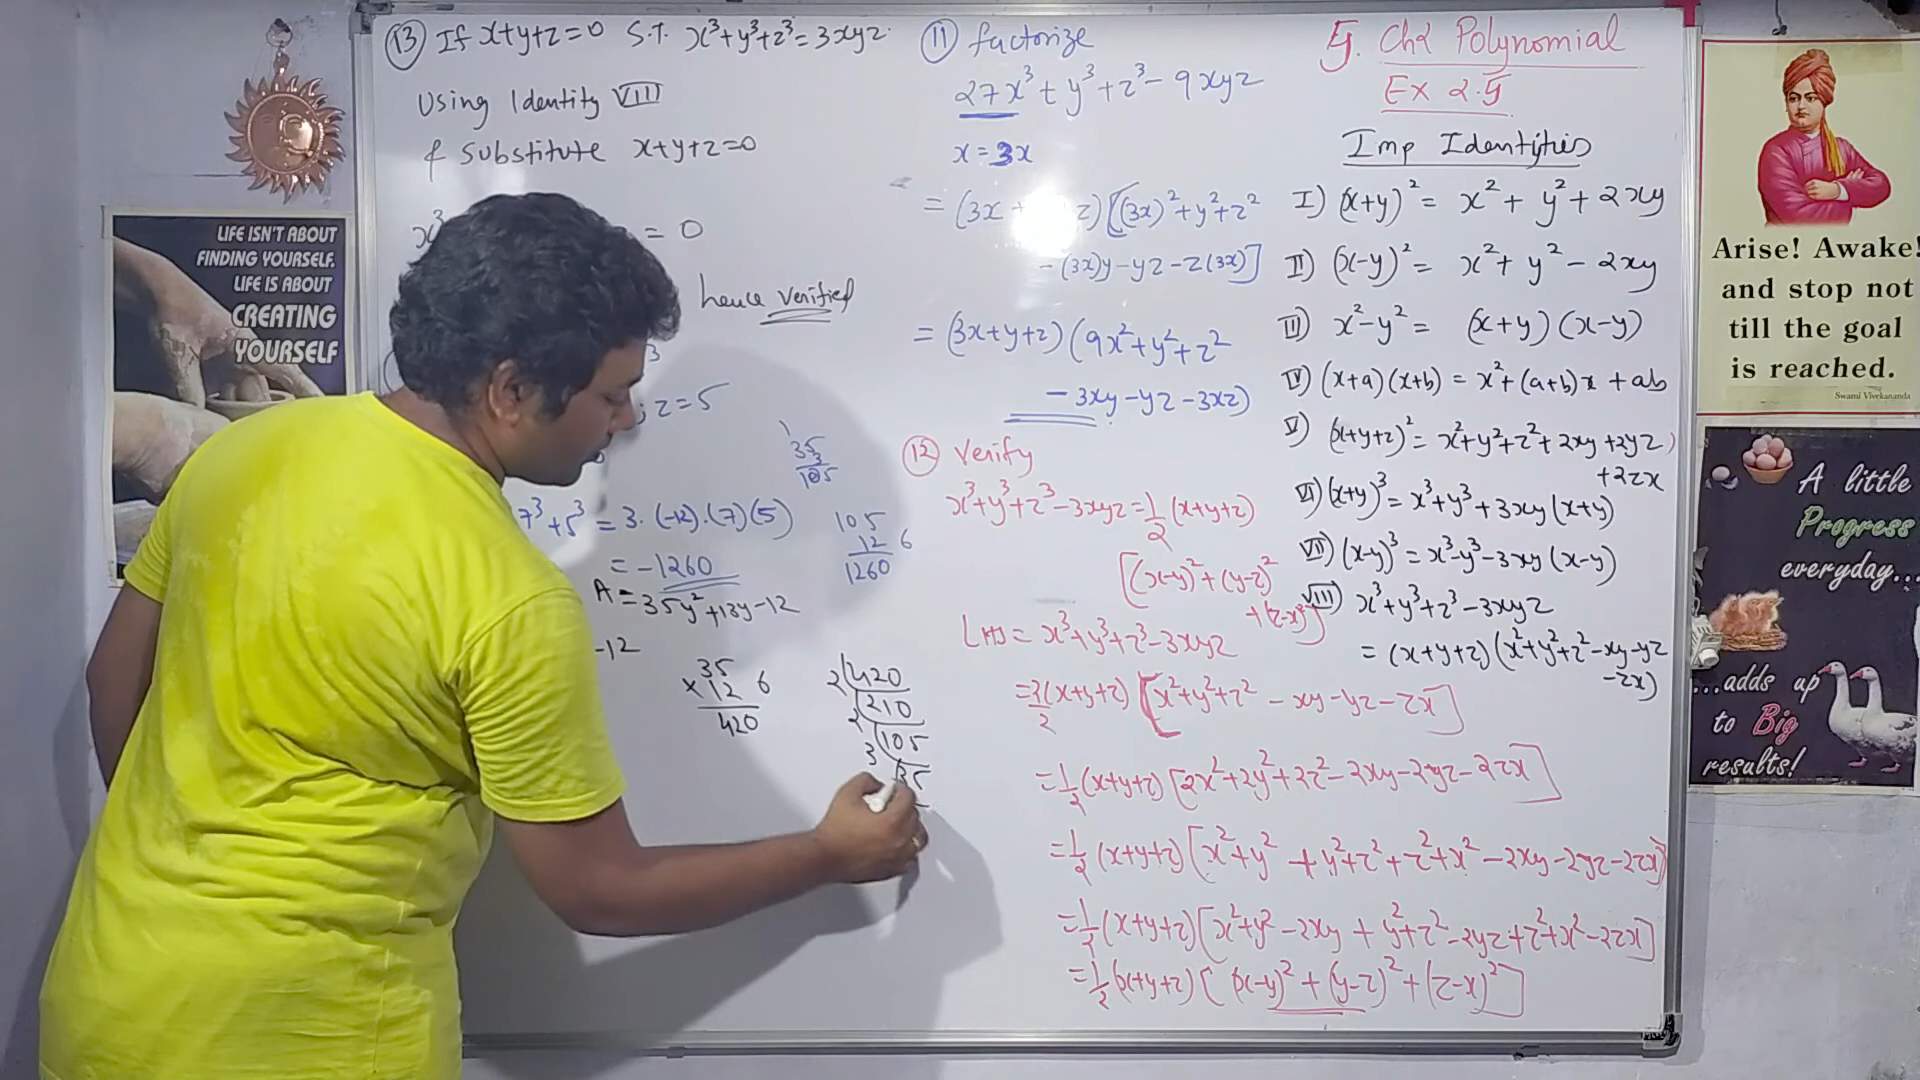 LIFE ISN'T ABOUT
FINDING YOURSELF.
LIFE IS ABOUT
CREATING
YOURSELF
(13) If x+y+z=0 S.T. x³+y³+z³=3xyz.
Using Identity VIII
& Substitute x+y+z=0
x³
= 0
hence verified
3
; z=5
7³+5³ = 3·(-12)·(7)(5)
= -1260
A = 35y²+13y-12
-12
35
3
105
105
12 6
1260
35
× 12 6
420
2 420
2 210
3 105
35
(11) factorize
27x³+y³+z³-9xyz
x=3x
= (3x + z) [(3x)²+y²+z²
-(3x)y-yz-z(3x)]
= (3x+y+z) (9x²+y²+z²
-3xy-yz-3xz)
(12) Verify
x³+y³+z³-3xyz=1/2 (x+y+z)
[(x-y)²+(y-z)²
+(z-x)²]
LHS = x³+y³+z³-3xyz
=2/2(x+y+z) [x²+y²+z²-xy-yz-zx]
=1/2(x+y+z) [2x²+2y²+2z²-2xy-2yz-2zx]
=1/2(x+y+z) [x²+y²+y²+z²+z²+x²-2xy-2yz-2zx]
=1/2(x+y+z) [x²+y²-2xy+y²+z²-2yz+z²+x²-2zx]
=1/2(x+y+z) [(x-y)²+(y-z)²+(z-x)²]
Ch2 Polynomial
Ex 2.5
Imp Identities
I) (x+y)² = x²+y²+2xy
II) (x-y)² = x²+y²-2xy
III) x²-y² = (x+y)(x-y)
IV) (x+a)(x+b) = x²+(a+b)x+ab
V) (x+y+z)² = x²+y²+z²+2xy+2yz
+2zx
VI) (x+y)³ = x³+y³+3xy(x+y)
VII) (x-y)³ = x³-y³-3xy(x-y)
VIII) x³+y³+z³-3xyz
= (x+y+z)(x²+y²+z²-xy-yz
-zx)
Arise! Awake!
and stop not
till the goal
is reached.
Swami Vivekananda
A little
Progress
everyday...
...adds up
to Big
results!